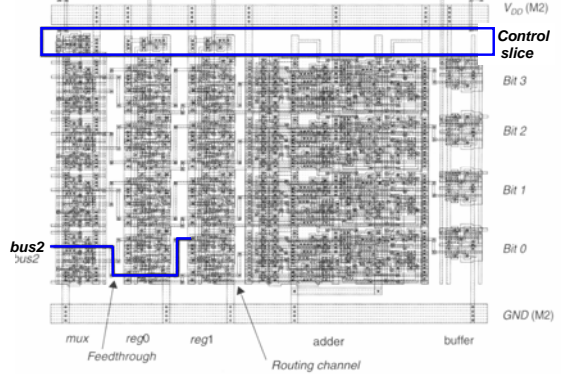 V_DD (M2)
Control
slice
Bit 3
Bit 2
Bit 1
bus2
bus2
Bit 0
GND (M2)
mux reg0 reg1 adder buffer
Feedthrough
Routing channel